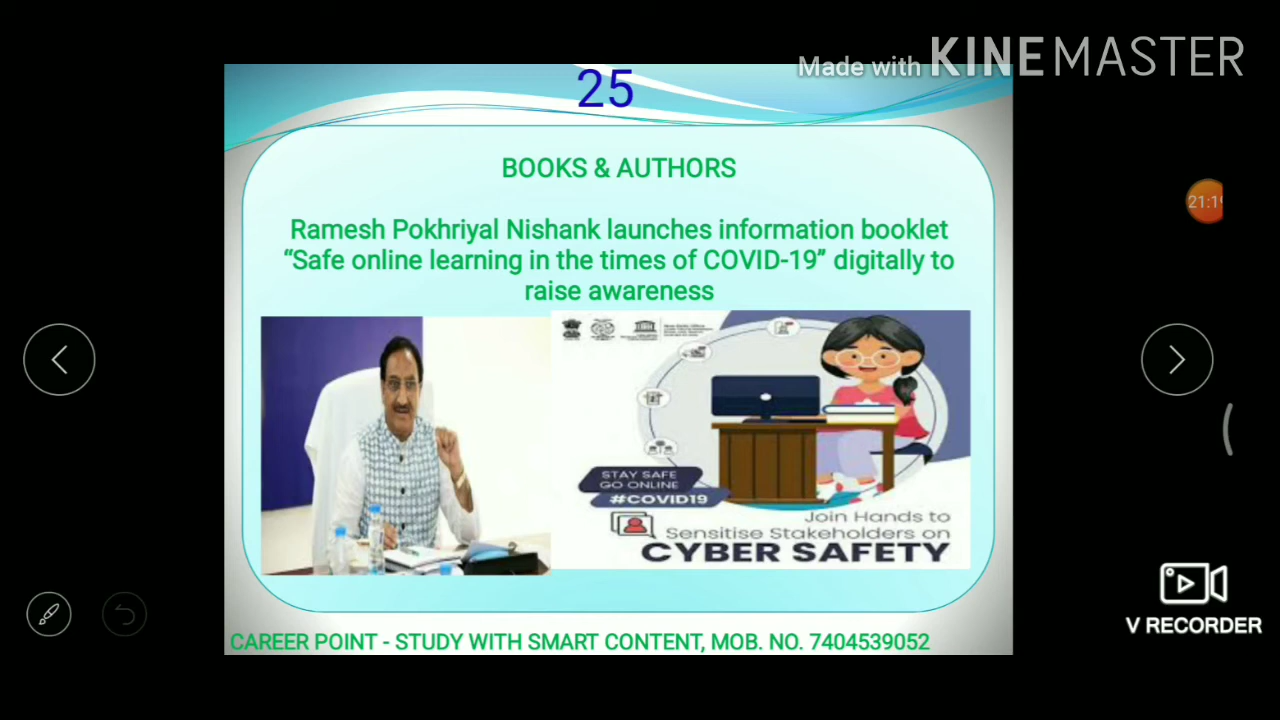 Made with KINEMASTER
25
BOOKS & AUTHORS
Ramesh Pokhriyal Nishank launches information booklet
“Safe online learning in the times of COVID-19” digitally to
raise awareness
21:1
STAY SAFE
GO ONLINE
#COVID19
Join Hands to
Sensitise Stakeholders on
CYBER SAFETY
V RECORDER
CAREER POINT - STUDY WITH SMART CONTENT, MOB. NO. 7404539052